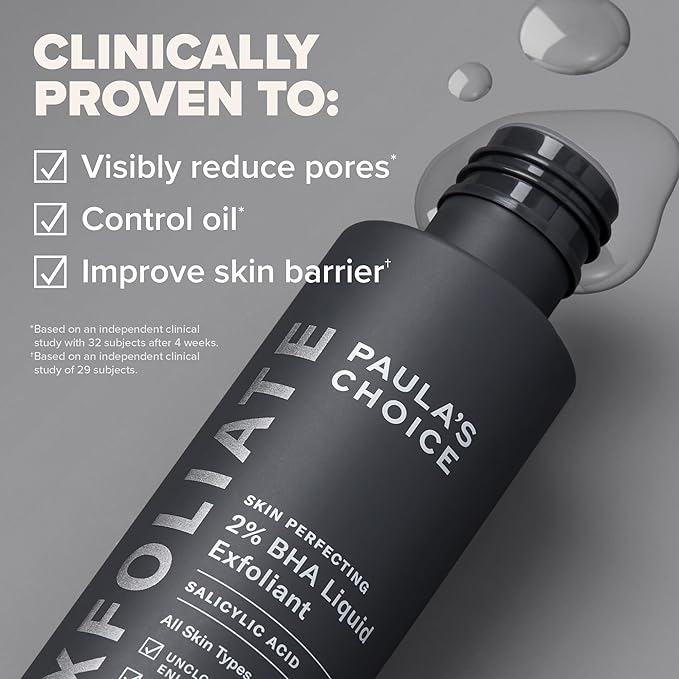 CLINICALLY
PROVEN TO:
Visibly reduce pores*
Control oil*
Improve skin barrier†
*Based on an independent clinical
study with 32 subjects after 4 weeks.
†Based on an independent clinical
study of 29 subjects.
XFOLIATE
PAULA'S
CHOICE
SKIN PERFECTING
2% BHA Liquid
Exfoliant
SALICYLIC ACID
All Skin Types